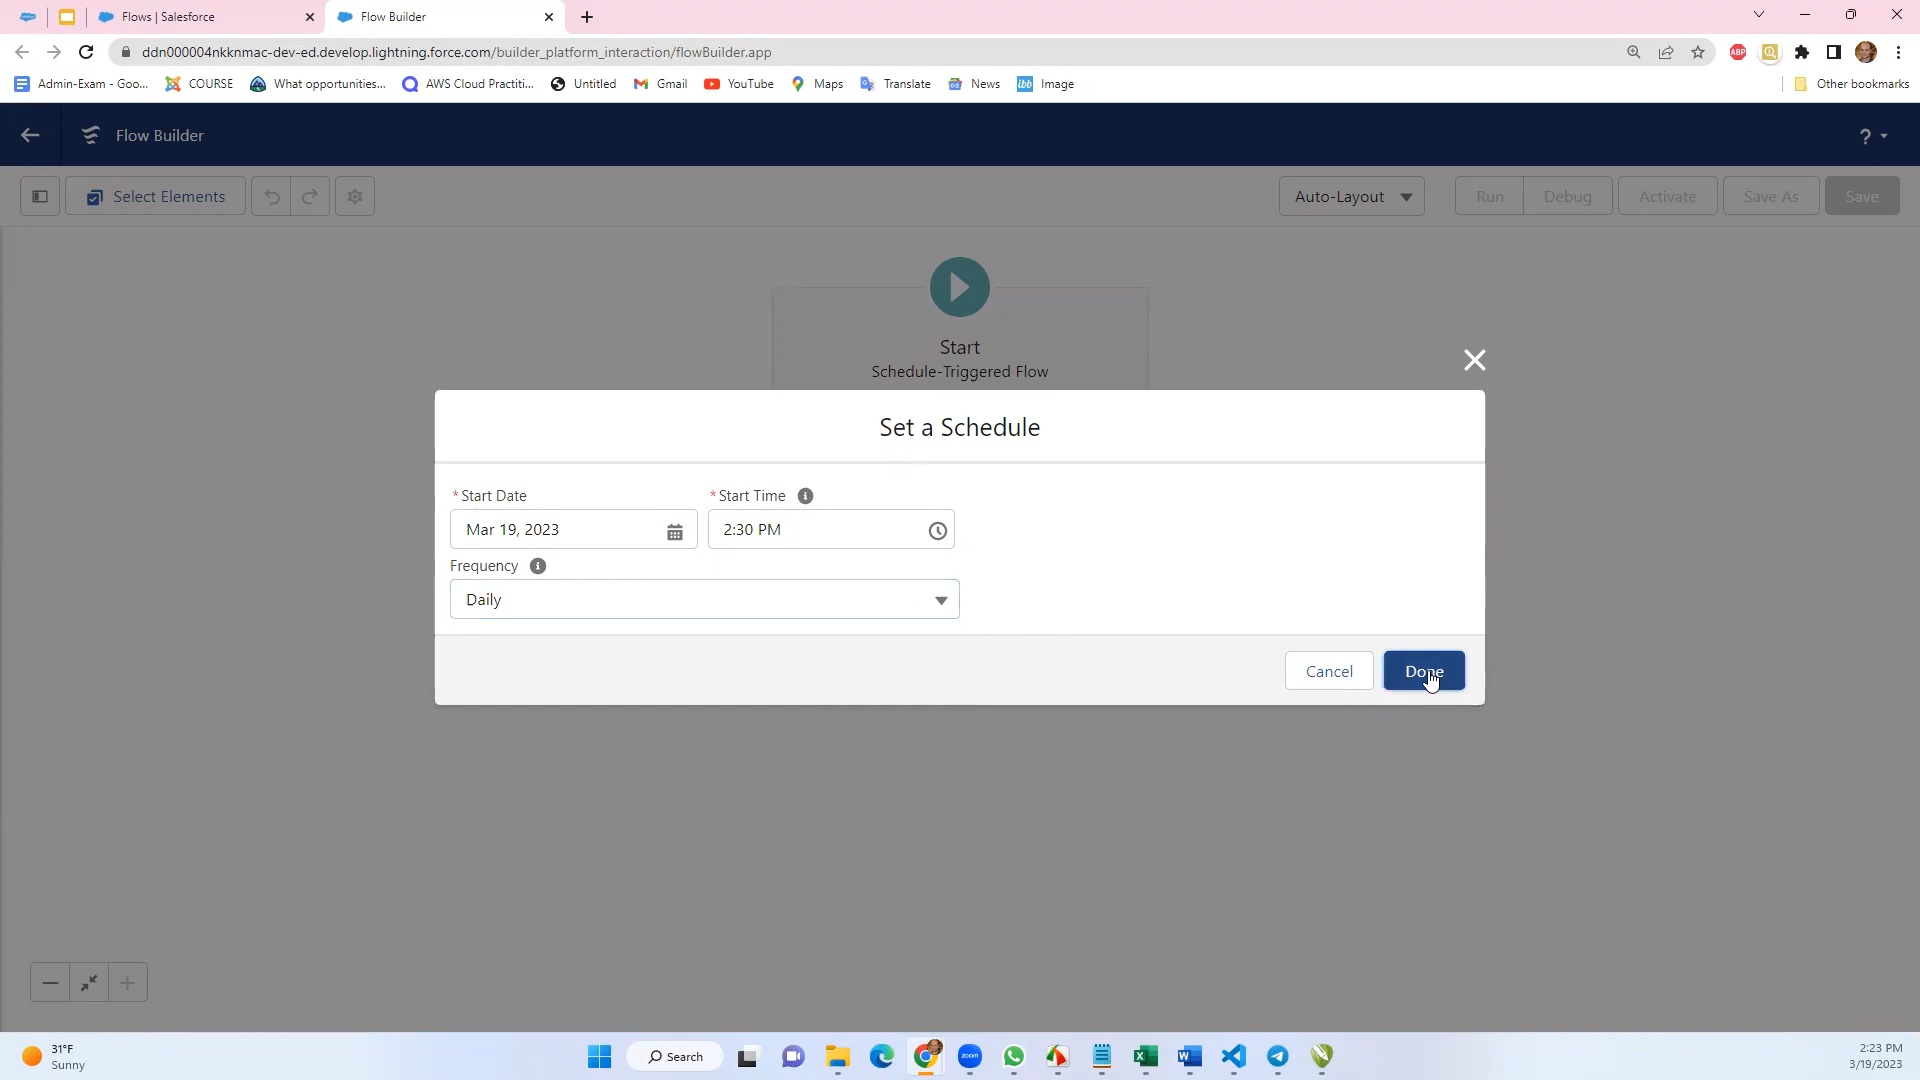 Flows | Salesforce
Flow Builder
ddn000004nkknmac-dev-ed.develop.lightning.force.com/builder_platform_interaction/flowBuilder.app
ABP
Admin-Exam - Goo...
COURSE
What opportunities...
AWS Cloud Practiti...
Untitled
Gmail
YouTube
Maps
Translate
News
ibb
Image
Other bookmarks
Flow Builder
?
Select Elements
Auto-Layout
Run
Debug
Activate
Save As
Save
Start
Schedule-Triggered Flow
Set a Schedule
*Start Date
*Start Time
Mar 19, 2023
2:30 PM
Frequency
Daily
Cancel
Done
31°F
Sunny
Search
zoom
2:23 PM
3/19/2023